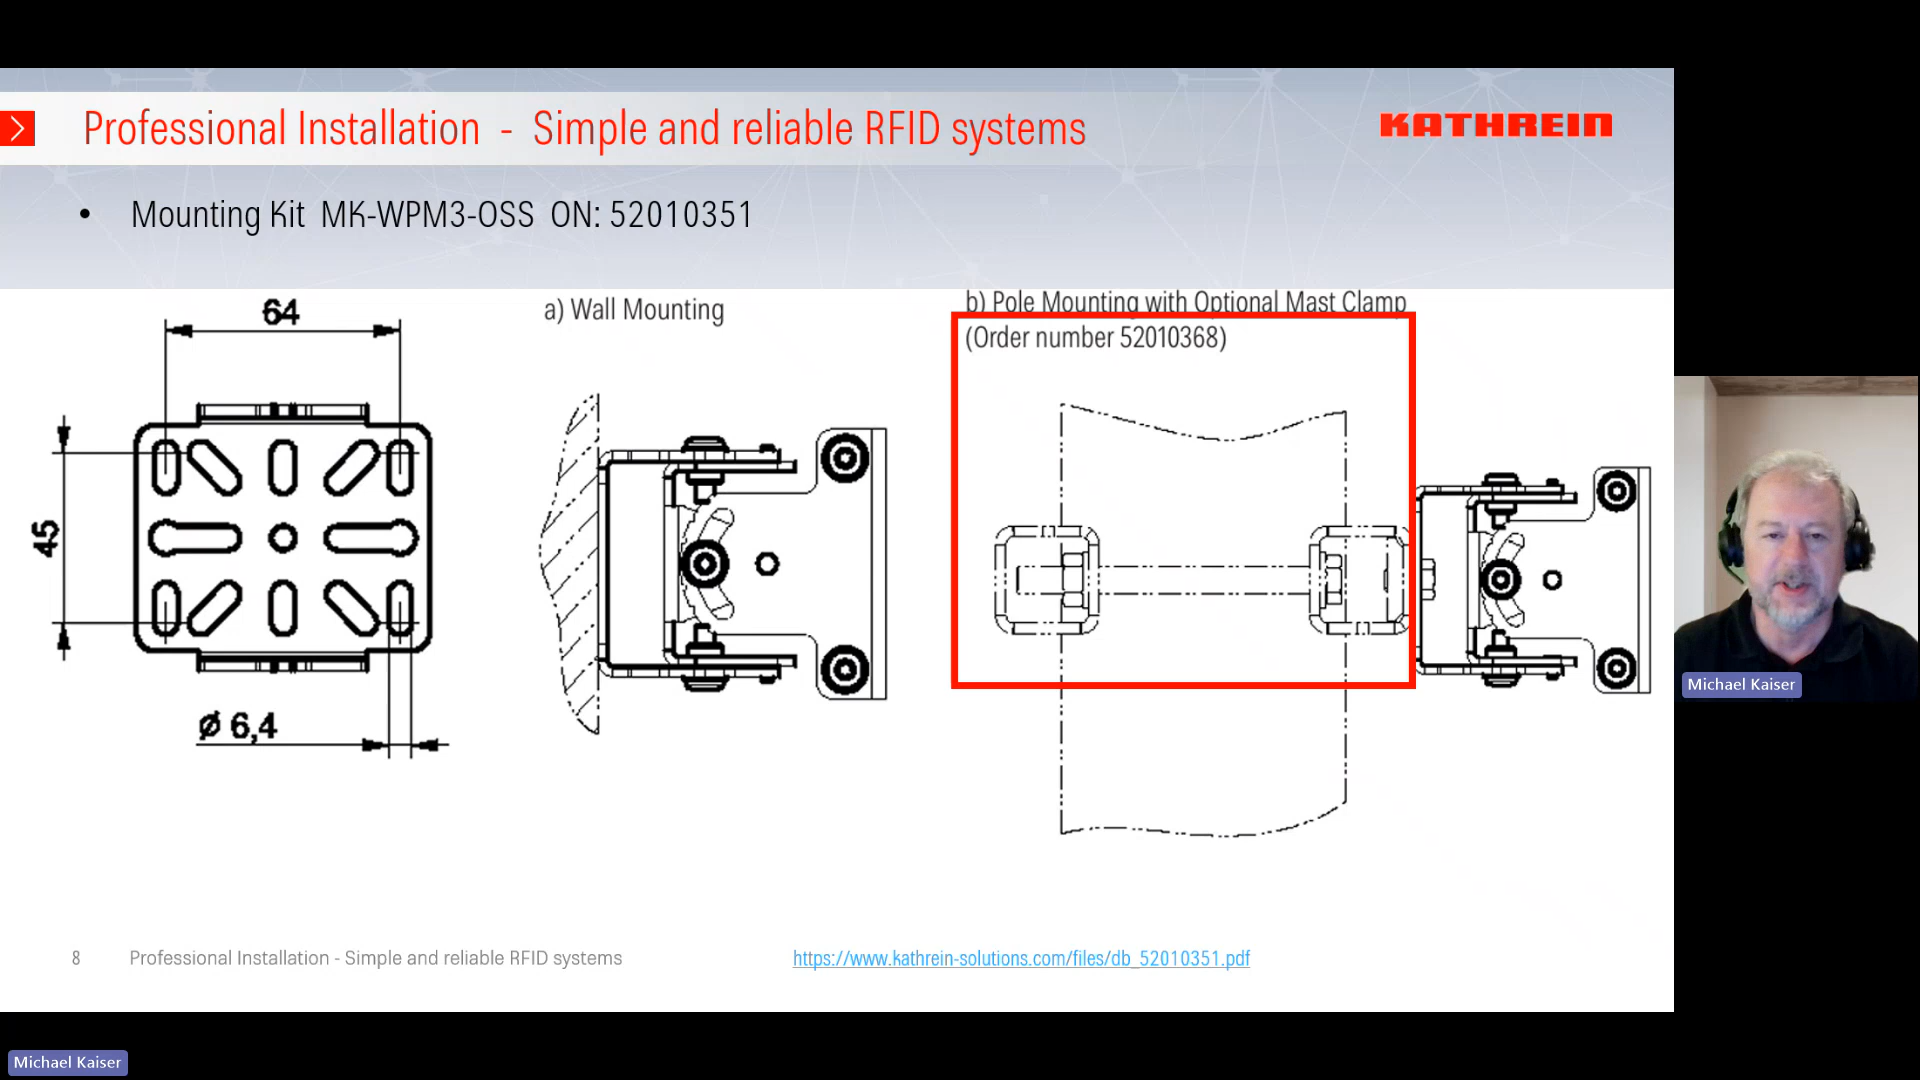 Professional Installation - Simple and reliable RFID systems
KATHREIN
• Mounting Kit MK-WPM3-OSS ON: 52010351
64
45
ø 6,4
a) Wall Mounting
b) Pole Mounting with Optional Mast Clamp
(Order number 52010368)
Michael Kaiser
8 Professional Installation - Simple and reliable RFID systems
https://www.kathrein-solutions.com/files/db_52010351.pdf
Michael Kaiser